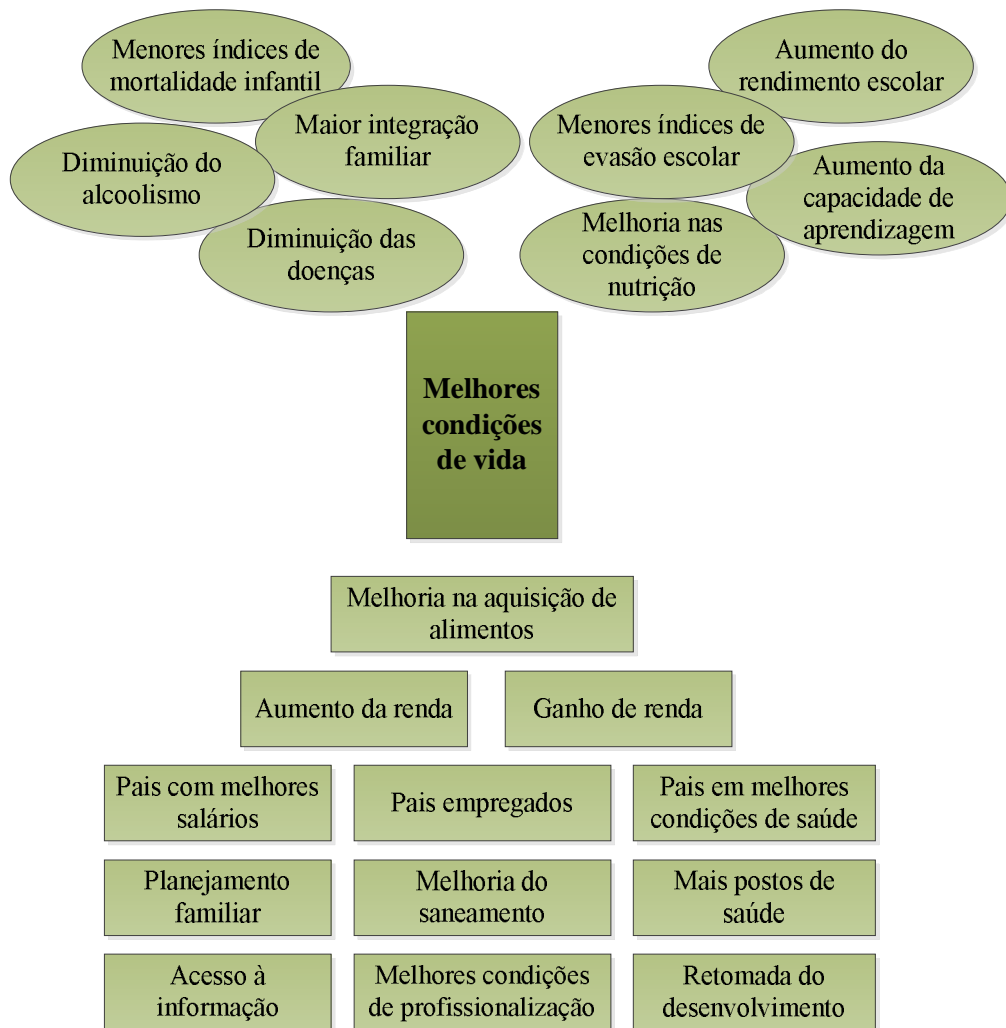 Menores índices de
mortalidade infantil
Aumento do
rendimento escolar
Maior integração
familiar
Menores índices de
evasão escolar
Diminuição do
alcoolismo
Aumento da
capacidade de
aprendizagem
Diminuição das
doenças
Melhoria nas
condições de
nutrição
Melhores
condições
de vida
Melhoria na aquisição de
alimentos
Aumento da renda
Ganho de renda
Pais com melhores
salários
Pais empregados
Pais em melhores
condições de saúde
Planejamento
familiar
Melhoria do
saneamento
Mais postos de
saúde
Acesso à
informação
Melhores condições
de profissionalização
Retomada do
desenvolvimento